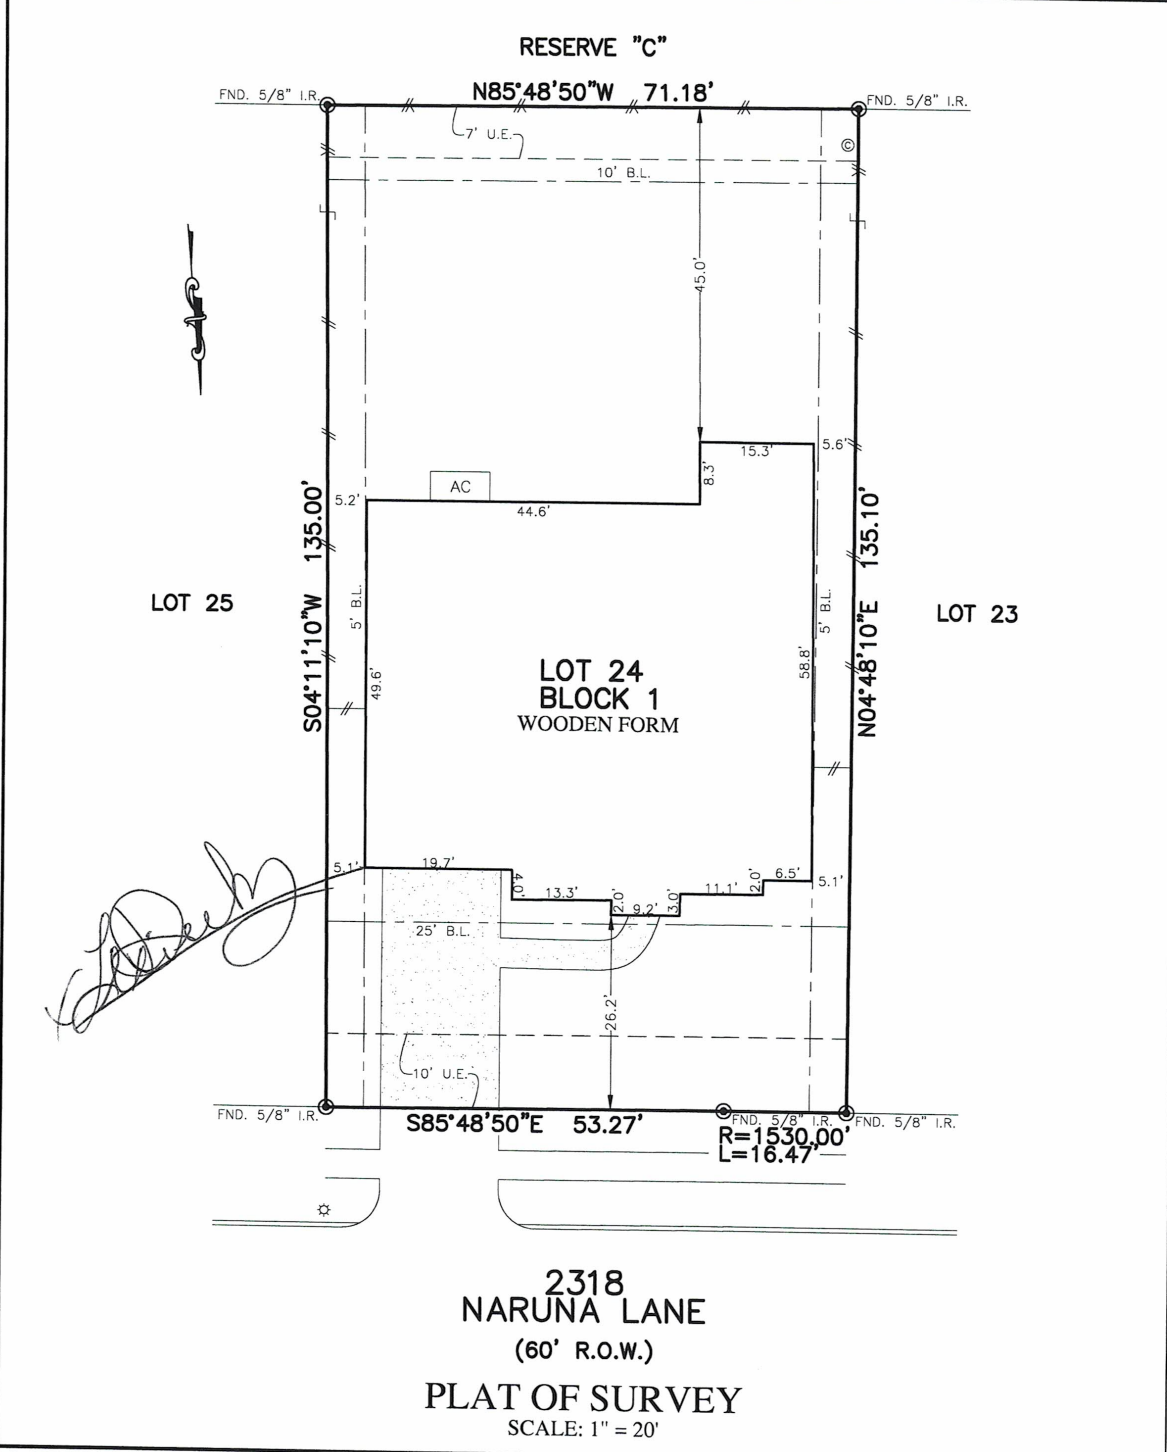 RESERVE "C"
N85°48'50"W 71.18'
FND. 5/8" I.R.
FND. 5/8" I.R.
7' U.E.
©
10' B.L.
45.0'
15.3'
5.6'
8.3'
AC
5.2'
44.6'
S04°11'10"W 135.00'
N04°48'10"E 135.10'
LOT 25
5' B.L.
5' B.L.
LOT 23
49.6'
58.8'
LOT 24
BLOCK 1
WOODEN FORM
5.1'
19.7'
4.0'
13.3'
2.0'
9.2'
3.0'
11.1'
2.0'
6.5'
5.1'
25' B.L.
26.2'
10' U.E.
FND. 5/8" I.R.
S85°48'50"E 53.27'
FND. 5/8" I.R.
FND. 5/8" I.R.
R=1530.00'
L=16.47'
2318
NARUNA LANE
(60' R.O.W.)
PLAT OF SURVEY
SCALE: 1" = 20'